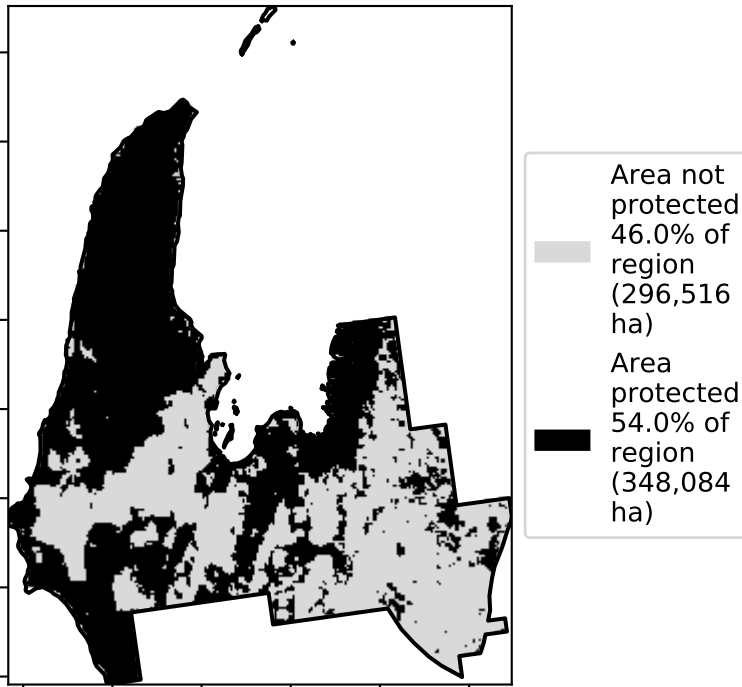 Area not
protected
46.0% of
region
(296,516
ha)
Area
protected
54.0% of
region
(348,084
ha)